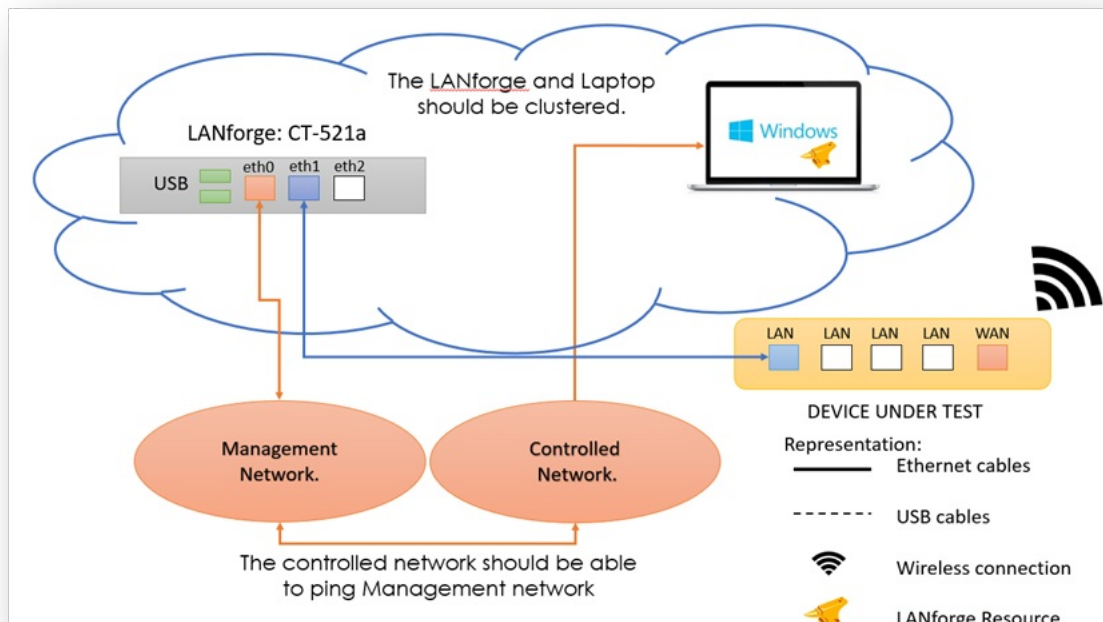 The LANforge and Laptop
should be clustered.
LANforge: CT-521a
USB
eth0
eth1
eth2
Windows
LAN
LAN
LAN
LAN
WAN
DEVICE UNDER TEST
Management
Network.
Controlled
Network.
Representation:
Ethernet cables
USB cables
Wireless connection
LANforge Resource
The controlled network should be able
to ping Management network